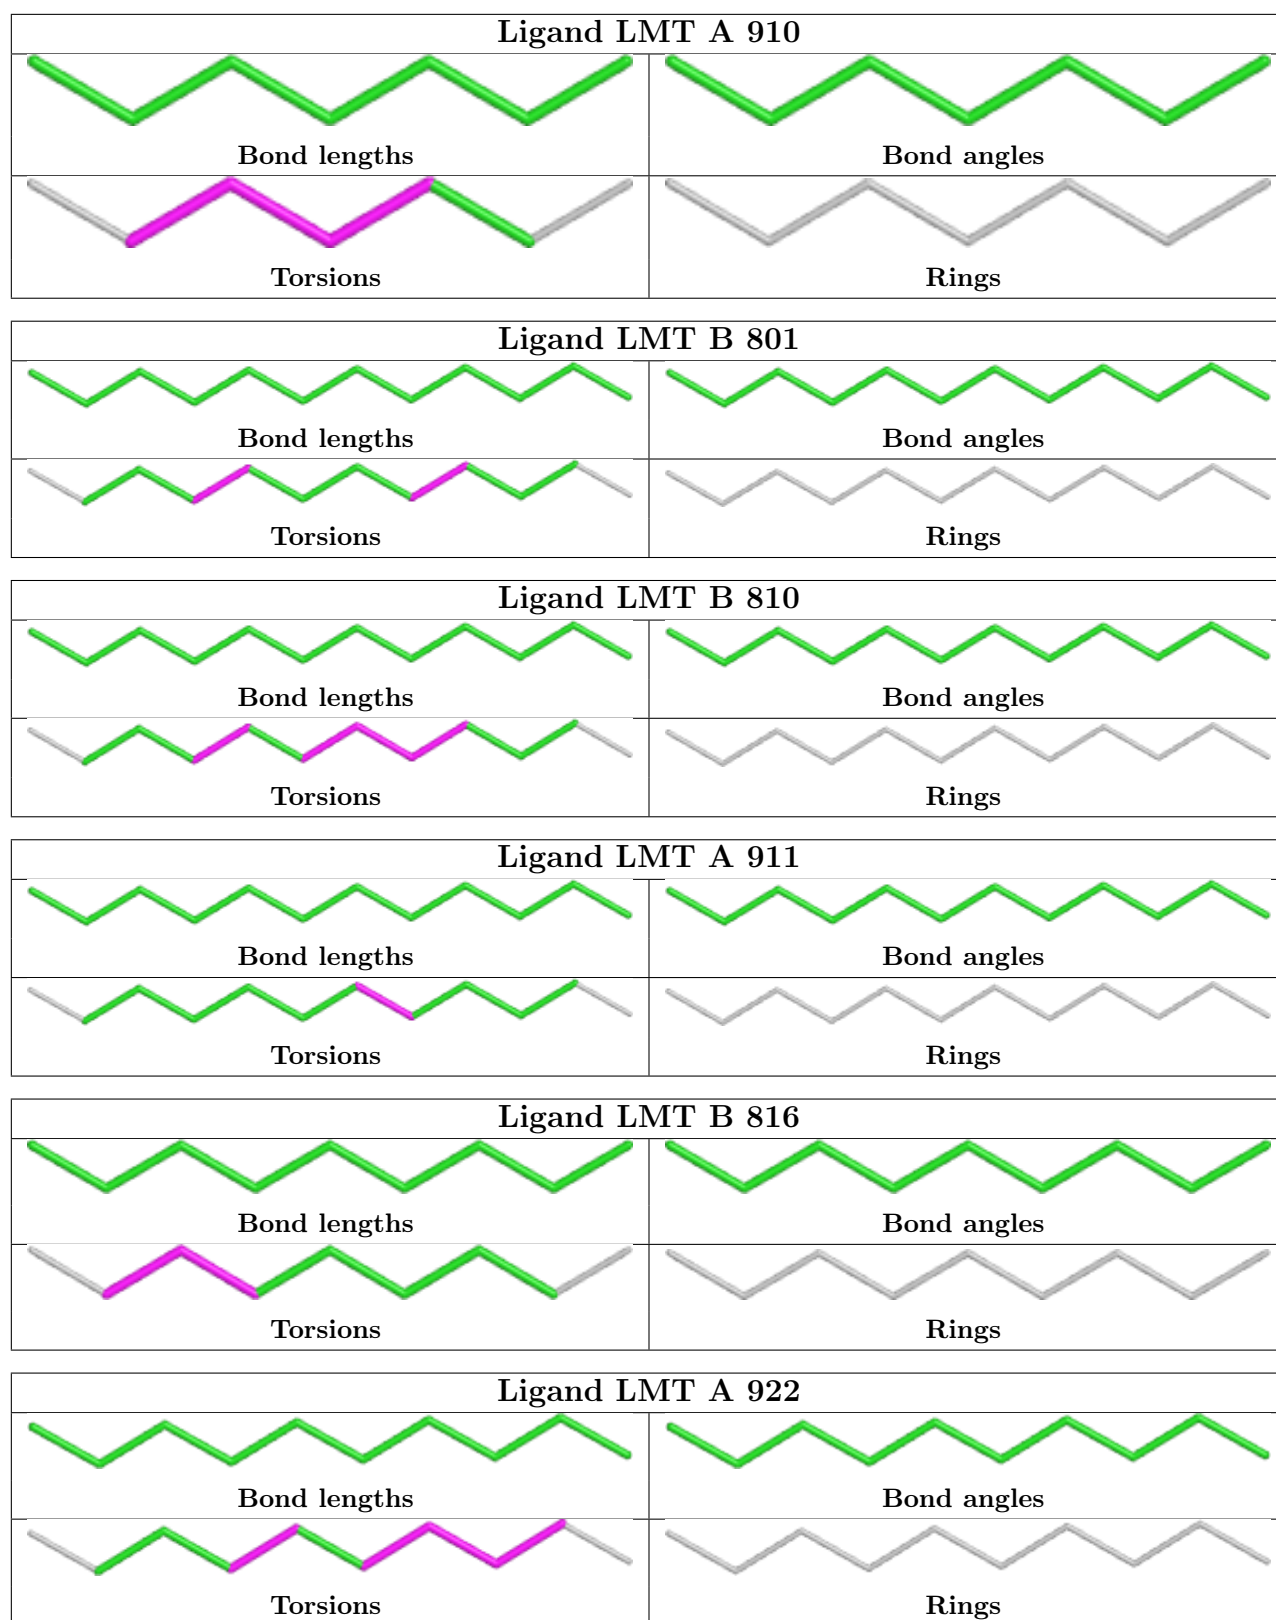 Ligand LMT A 910
Bond lengths Bond angles
Torsions Rings
Ligand LMT B 801
Bond lengths Bond angles
Torsions Rings
Ligand LMT B 810
Bond lengths Bond angles
Torsions Rings
Ligand LMT A 911
Bond lengths Bond angles
Torsions Rings
Ligand LMT B 816
Bond lengths Bond angles
Torsions Rings
Ligand LMT A 922
Bond lengths Bond angles
Torsions Rings